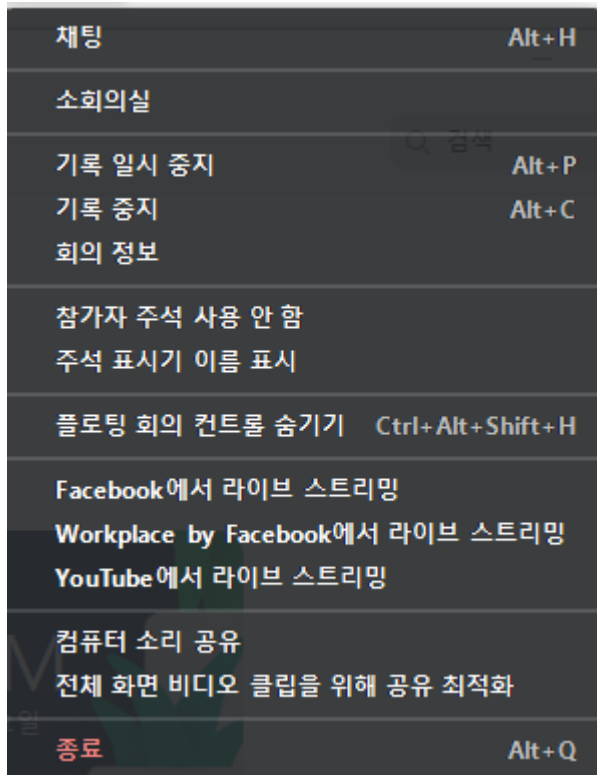 채팅 Alt+H
소회의실
검색
기록 일시 중지 Alt+P
기록 중지 Alt+C
회의 정보
참가자 주석 사용 안 함
주석 표시기 이름 표시
플로팅 회의 컨트롤 숨기기 Ctrl+Alt+Shift+H
Facebook에서 라이브 스트리밍
Workplace by Facebook에서 라이브 스트리밍
YouTube에서 라이브 스트리밍
컴퓨터 소리 공유
전체 화면 비디오 클립을 위해 공유 최적화
종료 Alt+Q